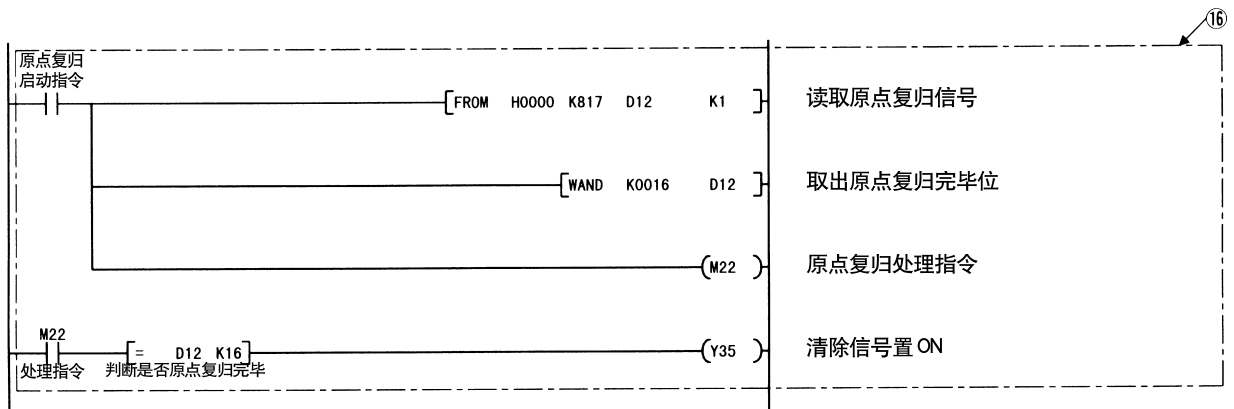 ⑯
原点复归
启动指令
FROM H0000 K817 D12 K1 读取原点复归信号
WAND K0016 D12 取出原点复归完毕位
M22 原点复归处理指令
M22
= D12 K16 Y35 清除信号置ON
处理指令 判断是否原点复归完毕